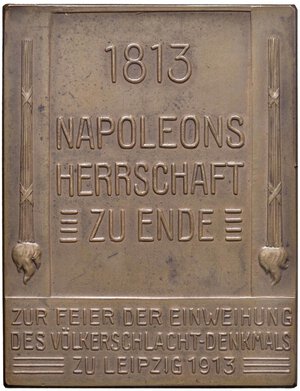 1813
NAPOLEONS
HERRSCHAFT
ZU ENDE
ZUR FEIER DER EINWEIHUNG
DES VÖLKERSCHLACHT-DENKMALS
ZU LEIPZIG 1913